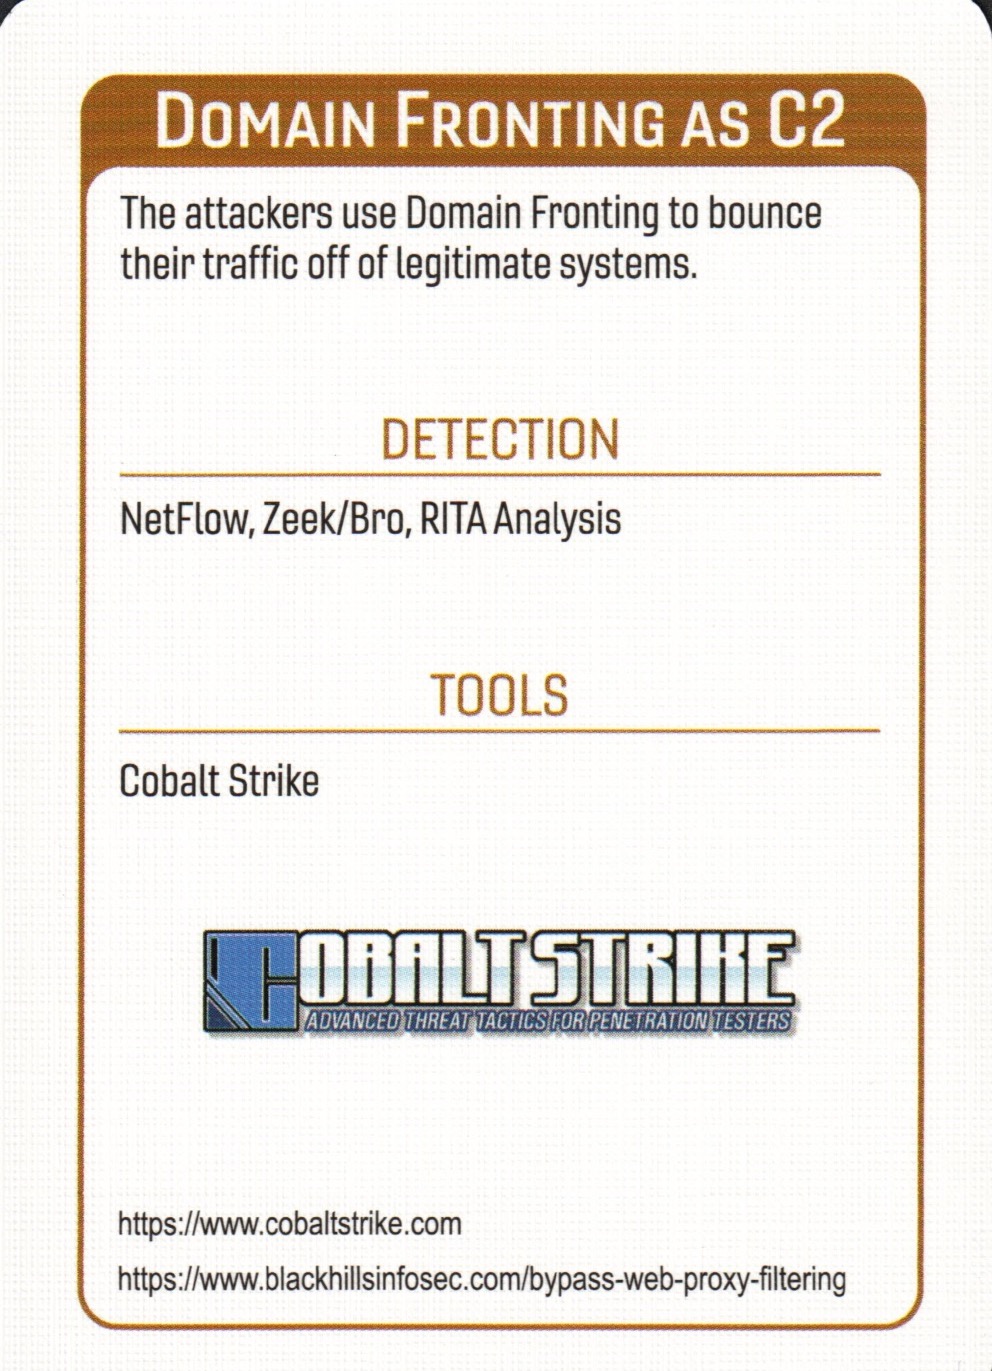 DOMAIN FRONTING AS C2
The attackers use Domain Fronting to bounce
their traffic off of legitimate systems.
DETECTION
NetFlow, Zeek/Bro, RITA Analysis
TOOLS
Cobalt Strike
COBALT STRIKE
ADVANCED THREAT TACTICS FOR PENETRATION TESTERS
https://www.cobaltstrike.com
https://www.blackhillsinfosec.com/bypass-web-proxy-filtering